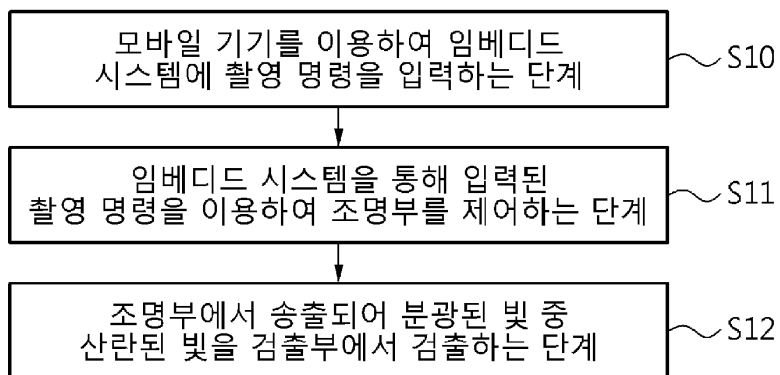 모바일 기기를 이용하여 임베디드
시스템에 촬영 명령을 입력하는 단계
S10
임베디드 시스템을 통해 입력된
촬영 명령을 이용하여 조명부를 제어하는 단계
S11
조명부에서 송출되어 분광된 빛 중
산란된 빛을 검출부에서 검출하는 단계
S12